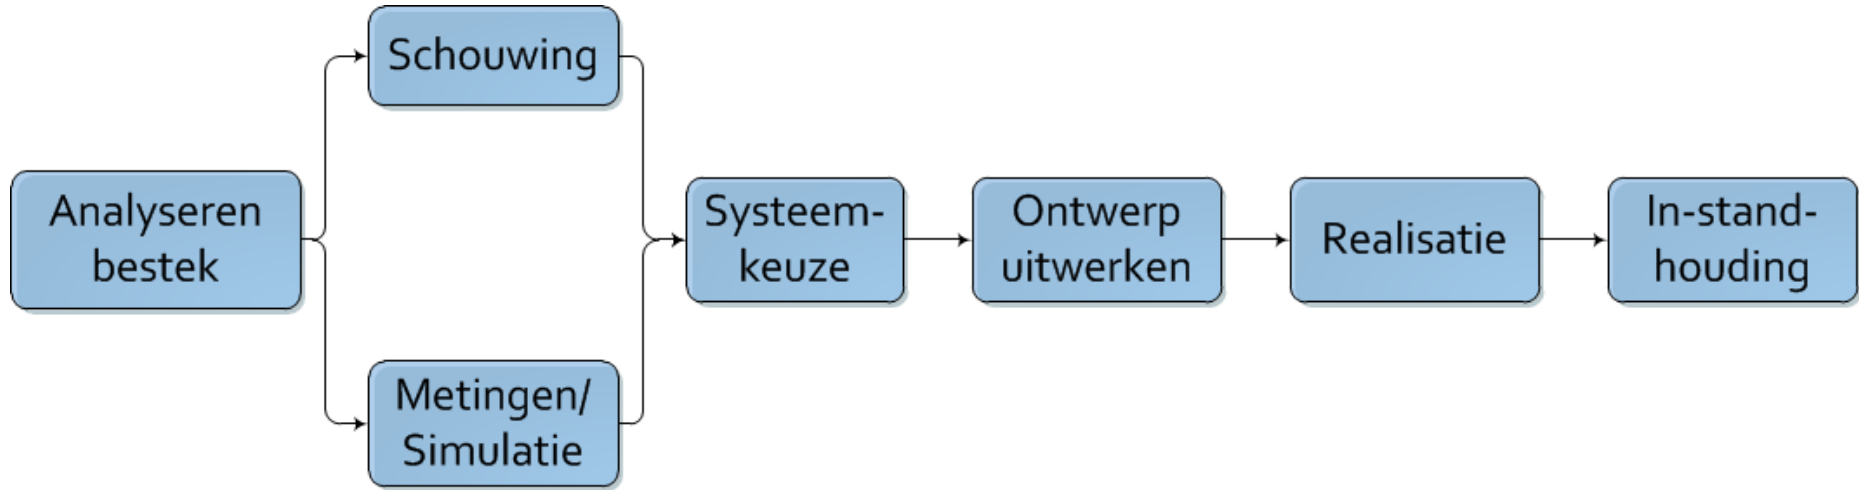 Analyseren
bestek
Schouwing
Metingen/
Simulatie
Systeem-
keuze
Ontwerp
uitwerken
Realisatie
In-stand-
houding